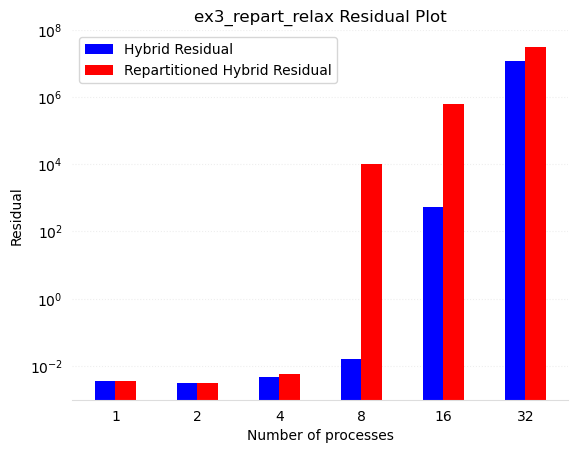 ex3_repart_relax Residual Plot
Hybrid Residual
Repartitioned Hybrid Residual
Residual
10^8
10^6
10^4
10^2
10^0
10^−2
1 2 4 8 16 32
Number of processes